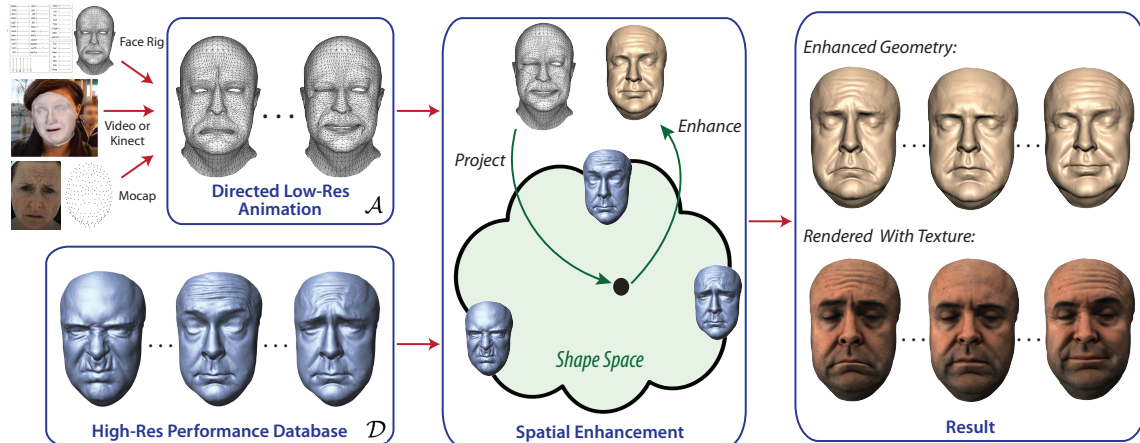 Face Rig
Video or
Kinect
Mocap
Directed Low-Res
Animation
𝒜
High-Res Performance Database
𝒟
Project
Enhance
Shape Space
Spatial Enhancement
Enhanced Geometry:
Rendered With Texture:
Result